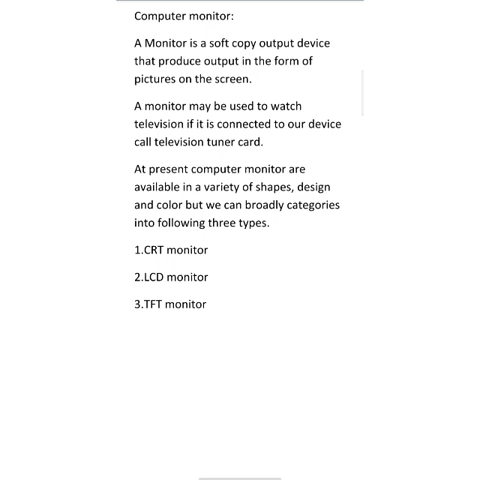 Computer monitor:
A Monitor is a soft copy output device
that produce output in the form of
pictures on the screen.
A monitor may be used to watch
television if it is connected to our device
call television tuner card.
At present computer monitor are
available in a variety of shapes, design
and color but we can broadly categories
into following three types.
1.CRT monitor
2.LCD monitor
3.TFT monitor